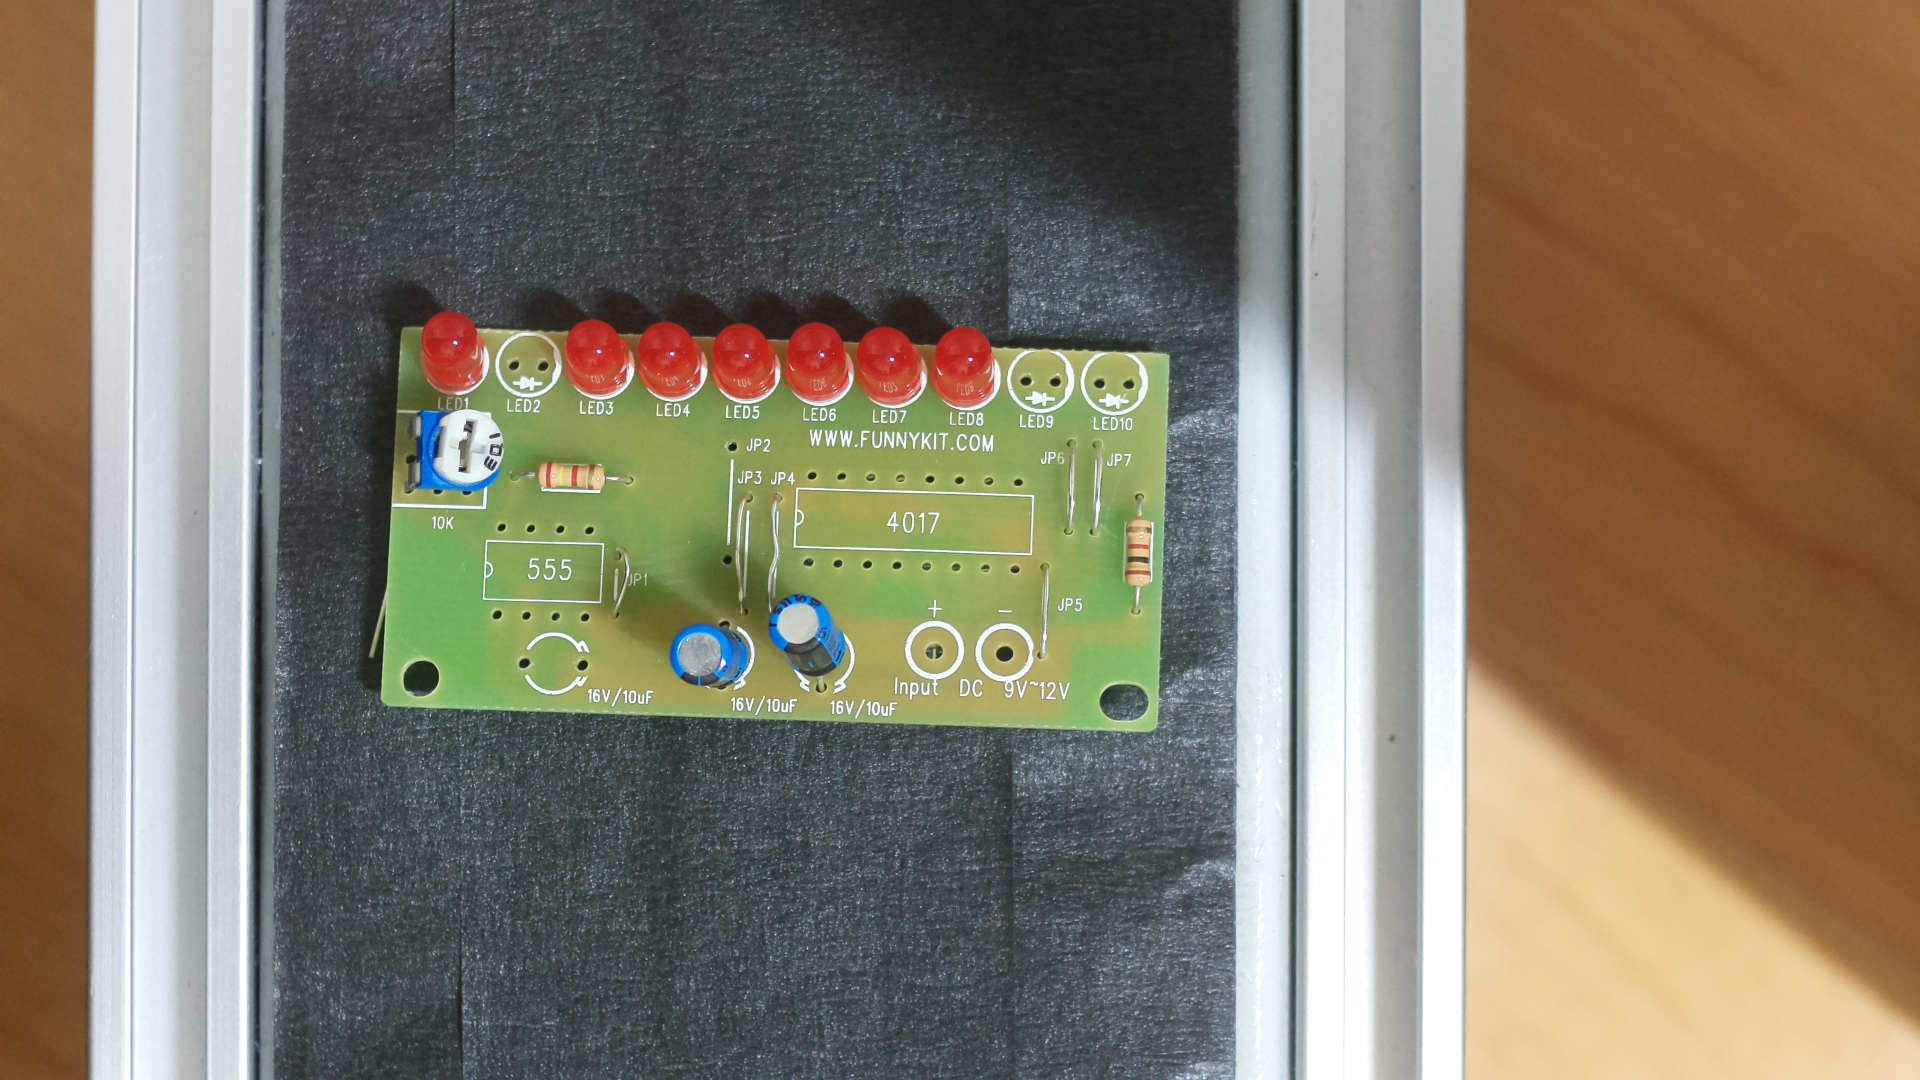 LED1 LED2 LED3 LED4 LED5 LED6 LED7 LED8 LED9 LED10
WWW.FUNNYKIT.COM
JP2
JP6 JP7
JP3 JP4
10K
4017
555
JP1
JP5
+ −
Input DC 9V~12V
16V/10uF 16V/10uF 16V/10uF